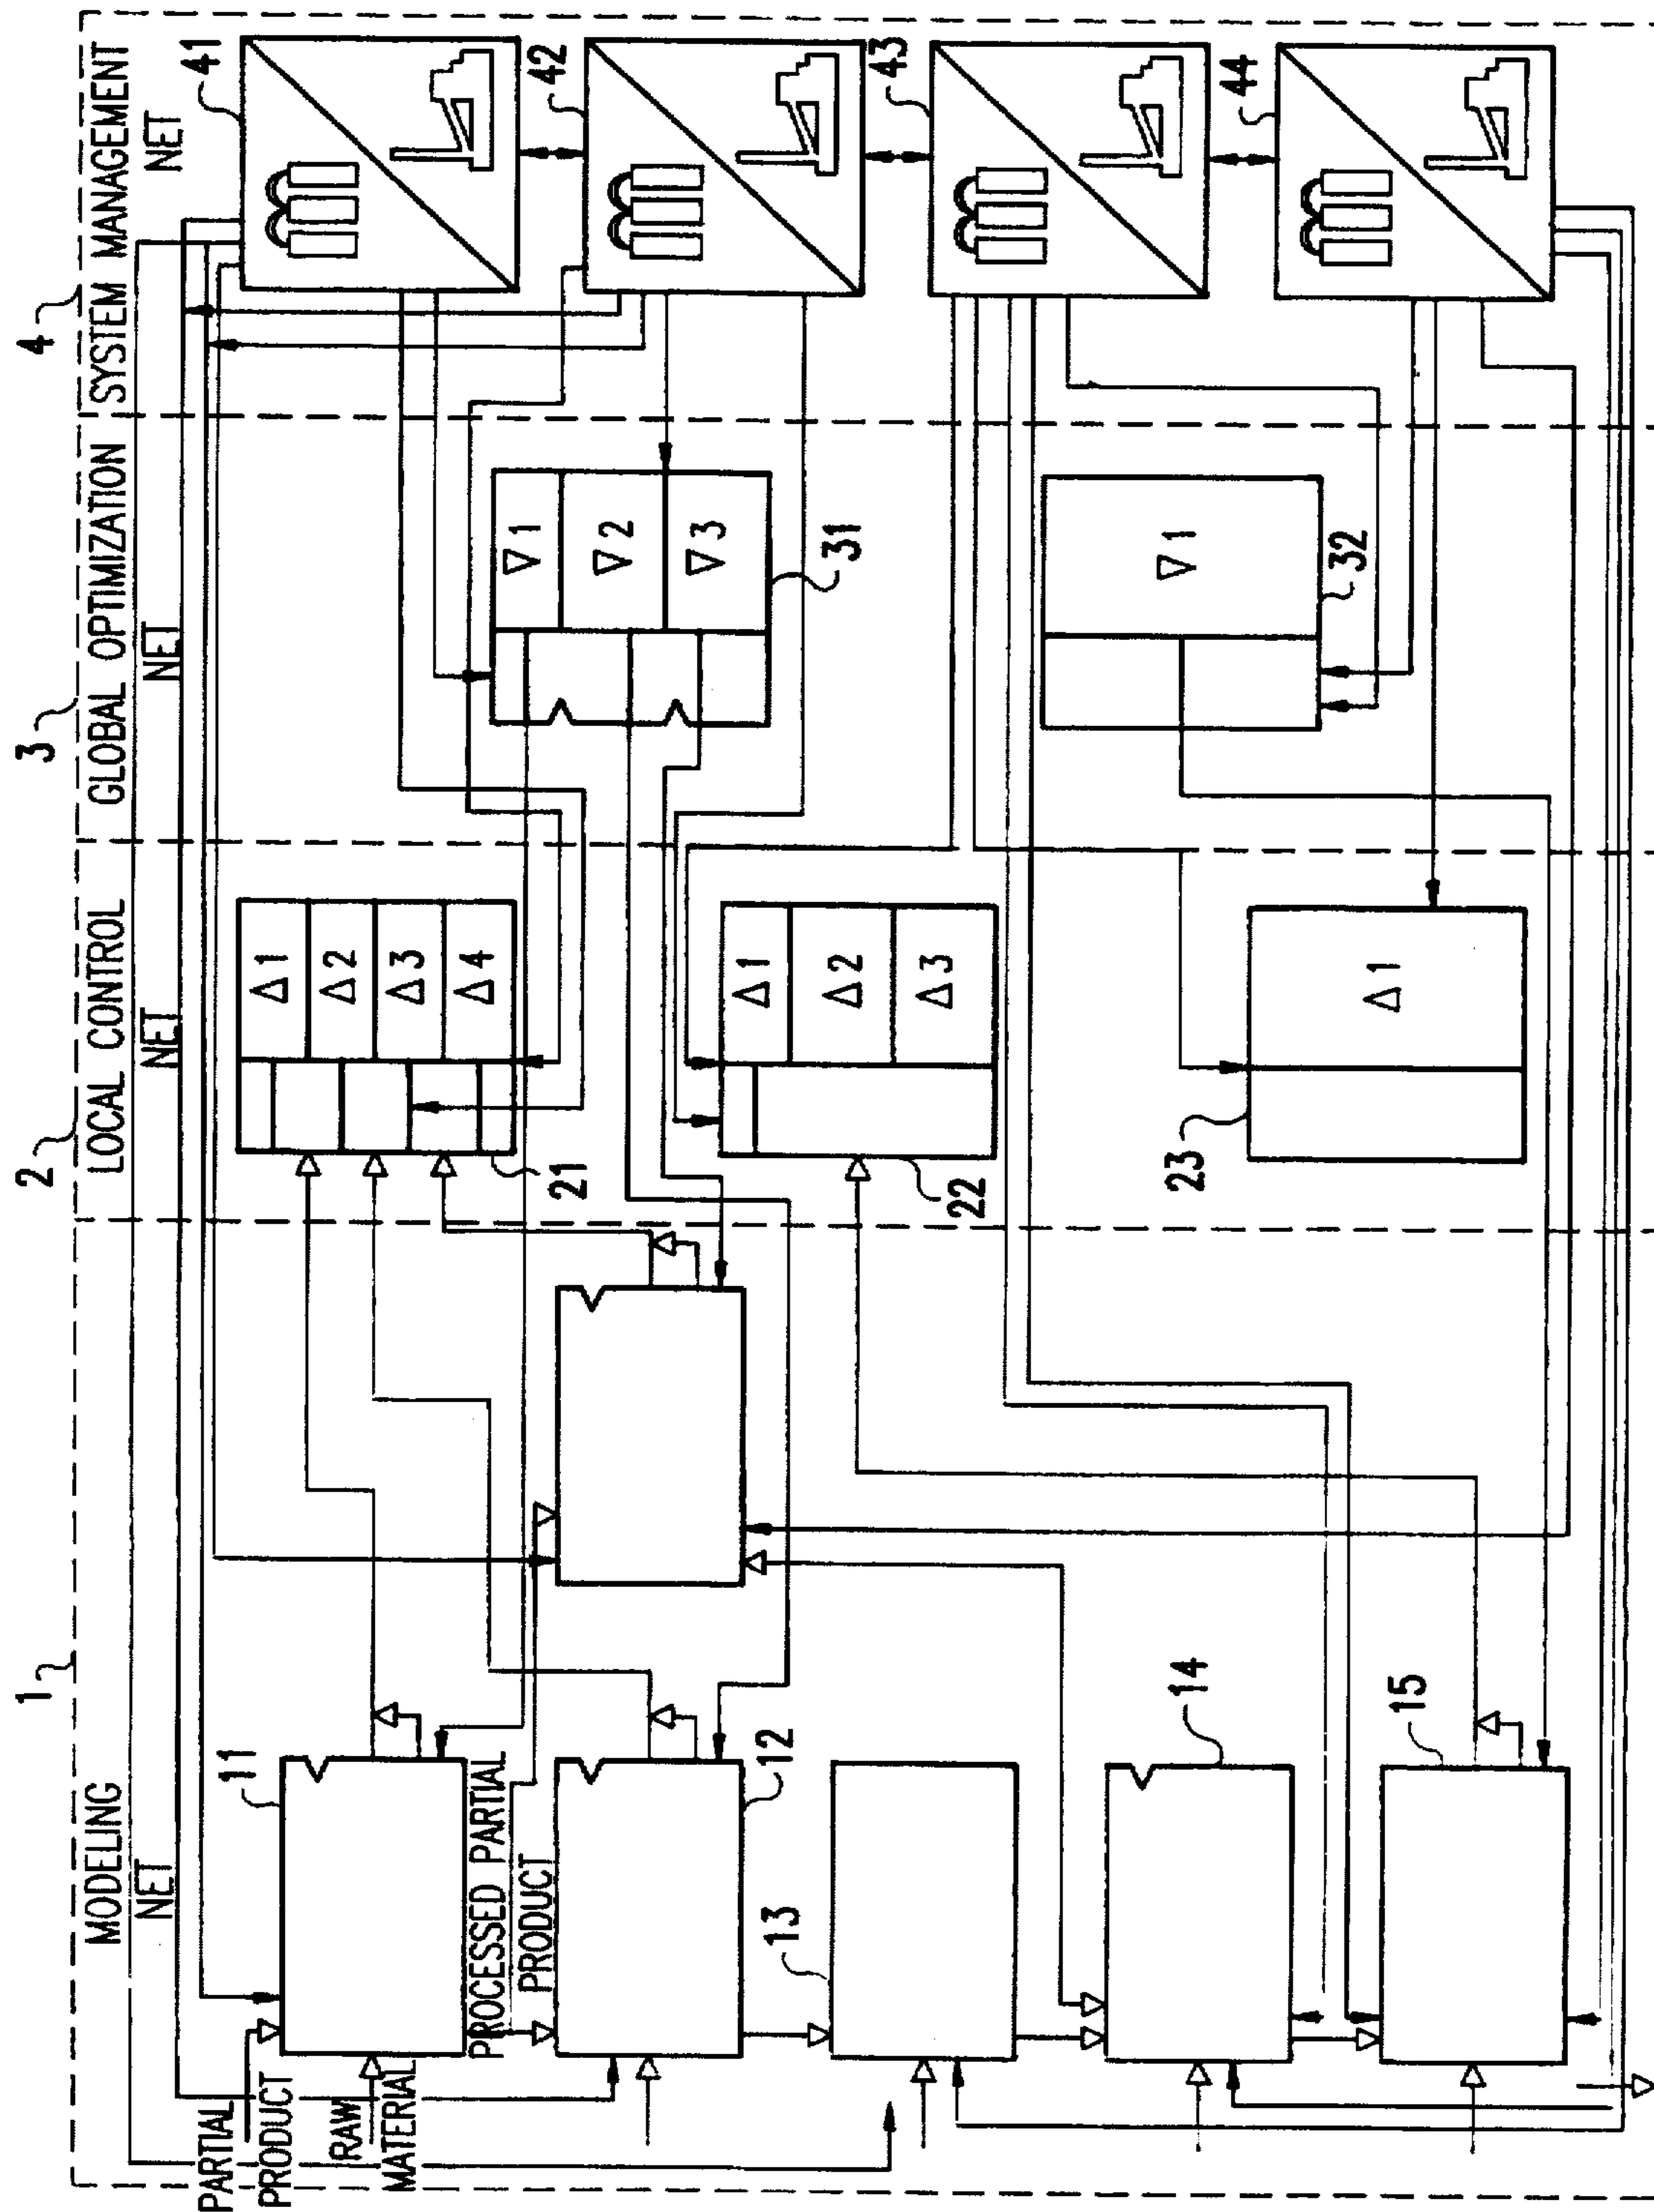 1
MODELING
NET
2
LOCAL CONTROL
NET
3
GLOBAL OPTIMIZATION
NET
4
SYSTEM MANAGEMENT
NET
PARTIAL
PRODUCT
RAW
MATERIAL
11
PROCESSED PARTIAL
PRODUCT
12
13
14
15
Δ1
Δ2
Δ3
Δ4
21
Δ1
Δ2
Δ3
22
Δ1
23
∇1
∇2
∇3
31
∇1
32
41
42
43
44